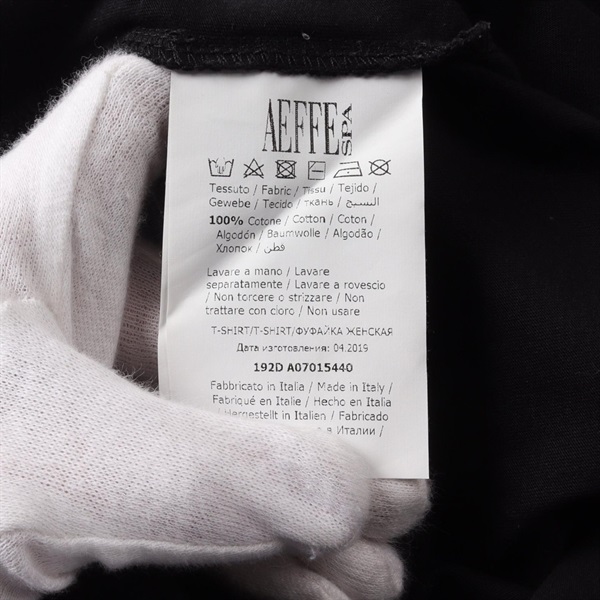 AEFFE SPA
Tessuto / Fabric / Tissu / Tejido /
Gewebe / Tecido / ткань / النسيج
100% Cotone / Cotton / Coton /
Algodón / Baumwolle / Algodão /
Хлопок / قطن
Lavare a mano / Lavare
separatamente / Lavare a rovescio
/ Non torcere o strizzare / Non
trattare con cloro / Non usare
T-SHIRT/T-SHIRT/ФУФАЙКА ЖЕНСКАЯ
Дата изготовления: 04.2019
192D A07015440
Fabbricato in Italia / Made in Italy /
Fabriqué en Italie / Hecho en Italia
/ Hergestellt in Italien / Fabricado
в Италии /